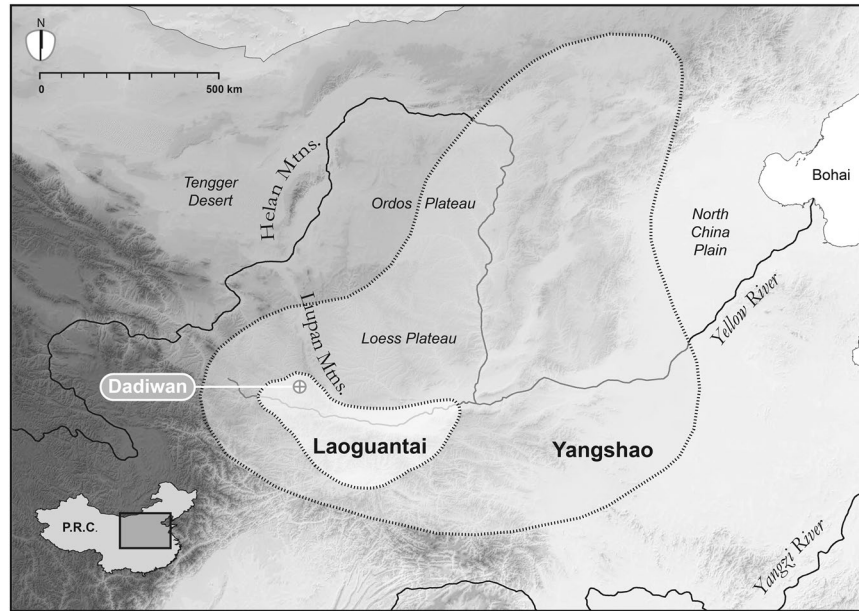 N
0
500 km
Tengger
Desert
Helan Mtns.
Ordos Plateau
North
China
Plain
Bohai
Yellow River
Liupan Mtns.
Loess Plateau
Dadiwan
Laoguantai
Yangshao
P.R.C.
Yangzi River